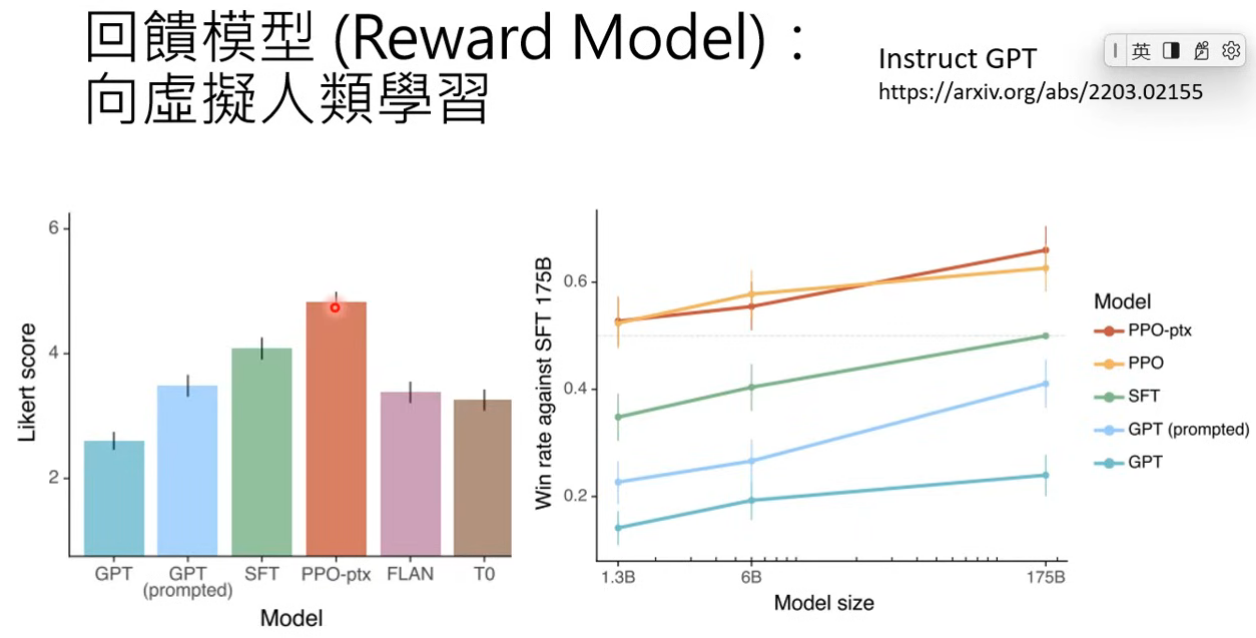 回饋模型 (Reward Model)：
向虛擬人類學習
Instruct GPT
https://arxiv.org/abs/2203.02155
英
Likert score
6
4
2
GPT
GPT
(prompted)
SFT
PPO-ptx
FLAN
T0
Model
Win rate against SFT 175B
0.6
0.4
0.2
1.3B
6B
175B
Model size
Model
PPO-ptx
PPO
SFT
GPT (prompted)
GPT